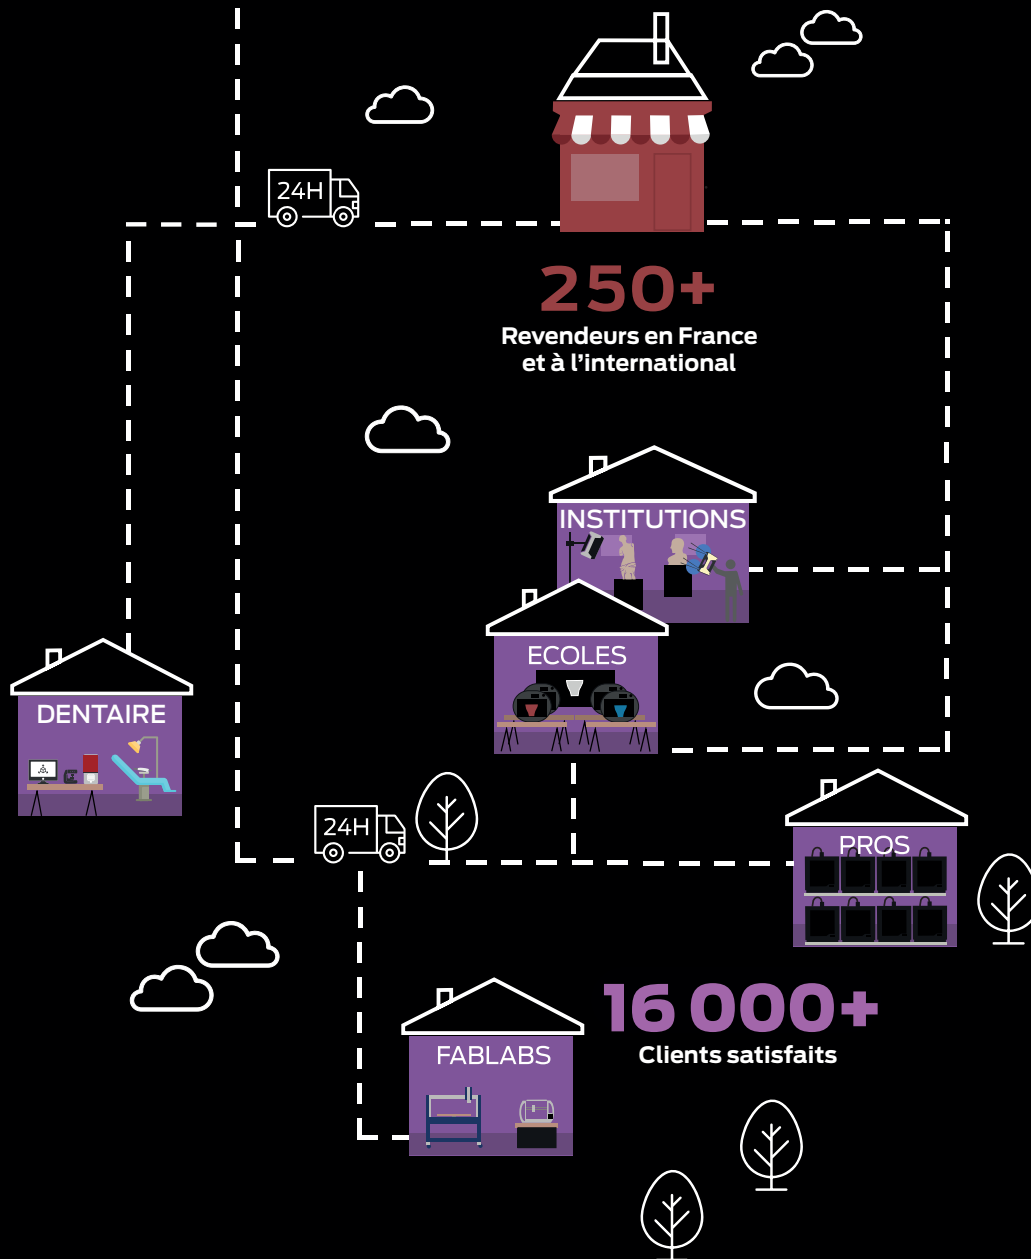 24H
250+
Revendeurs en France
et à l’international
INSTITUTIONS
ECOLES
DENTAIRE
24H
PROS
16 000+
Clients satisfaits
FABLABS